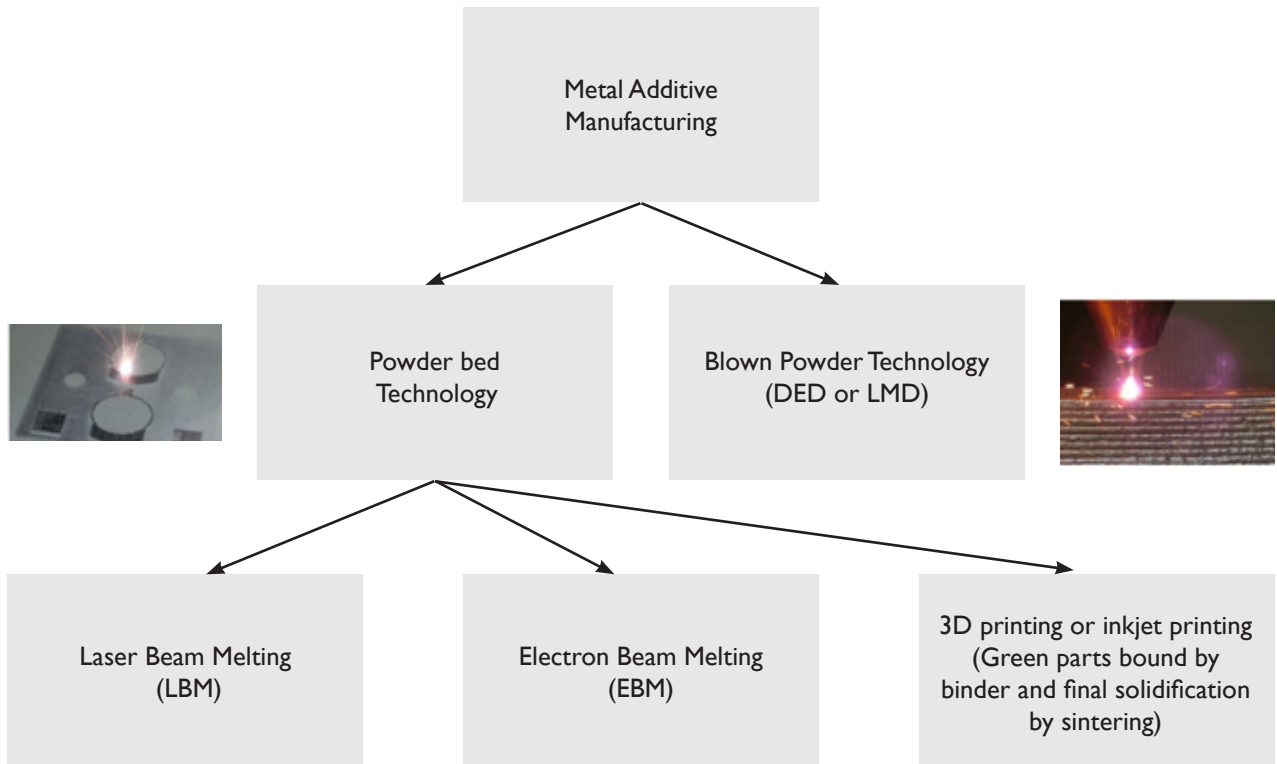 Metal Additive
Manufacturing
Powder bed
Technology
Blown Powder Technology
(DED or LMD)
Laser Beam Melting
(LBM)
Electron Beam Melting
(EBM)
3D printing or inkjet printing
(Green parts bound by
binder and final solidification
by sintering)